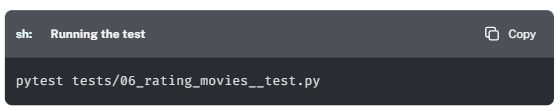 sh: Running the test Copy
pytest tests/06_rating_movies__test.py